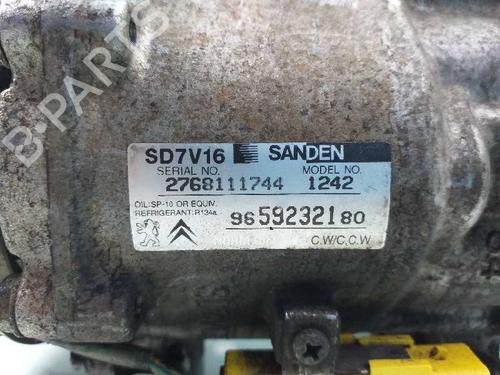 B-PARTS
SD7V16 SANDEN
SERIAL NO. MODEL NO.
2768111744 1242
OIL:SP-10 OR EQUIV.
REFRIGERANT:R134a
9659232180
C.W/C,C.W